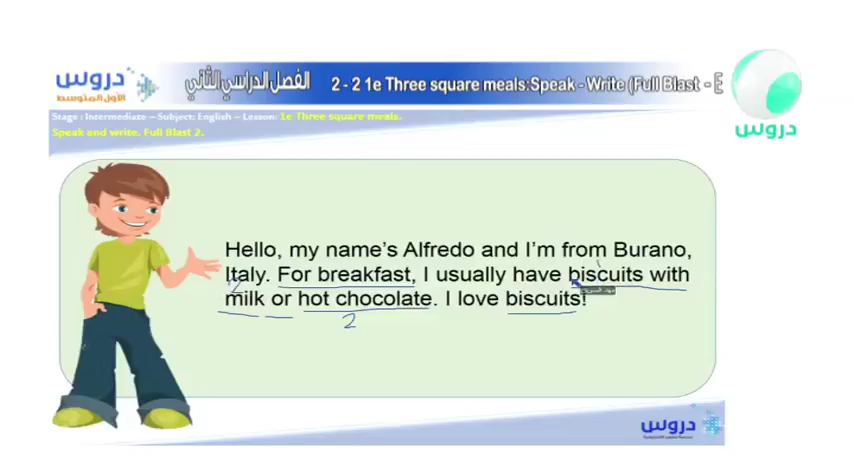 دروس
الأول المتوسط
الفصل الدراسي الثاني
2 - 2 1e Three square meals:Speak - Write (Full Blast - E
دروس
Stage : Intermediate – Subject: English – Lesson: 1e Three square meals.
Speak and write. Full Blast 2.
Hello, my name's Alfredo and I'm from Burano,
Italy. For breakfast, I usually have biscuits with
milk or hot chocolate. I love biscuits!
2
دروس